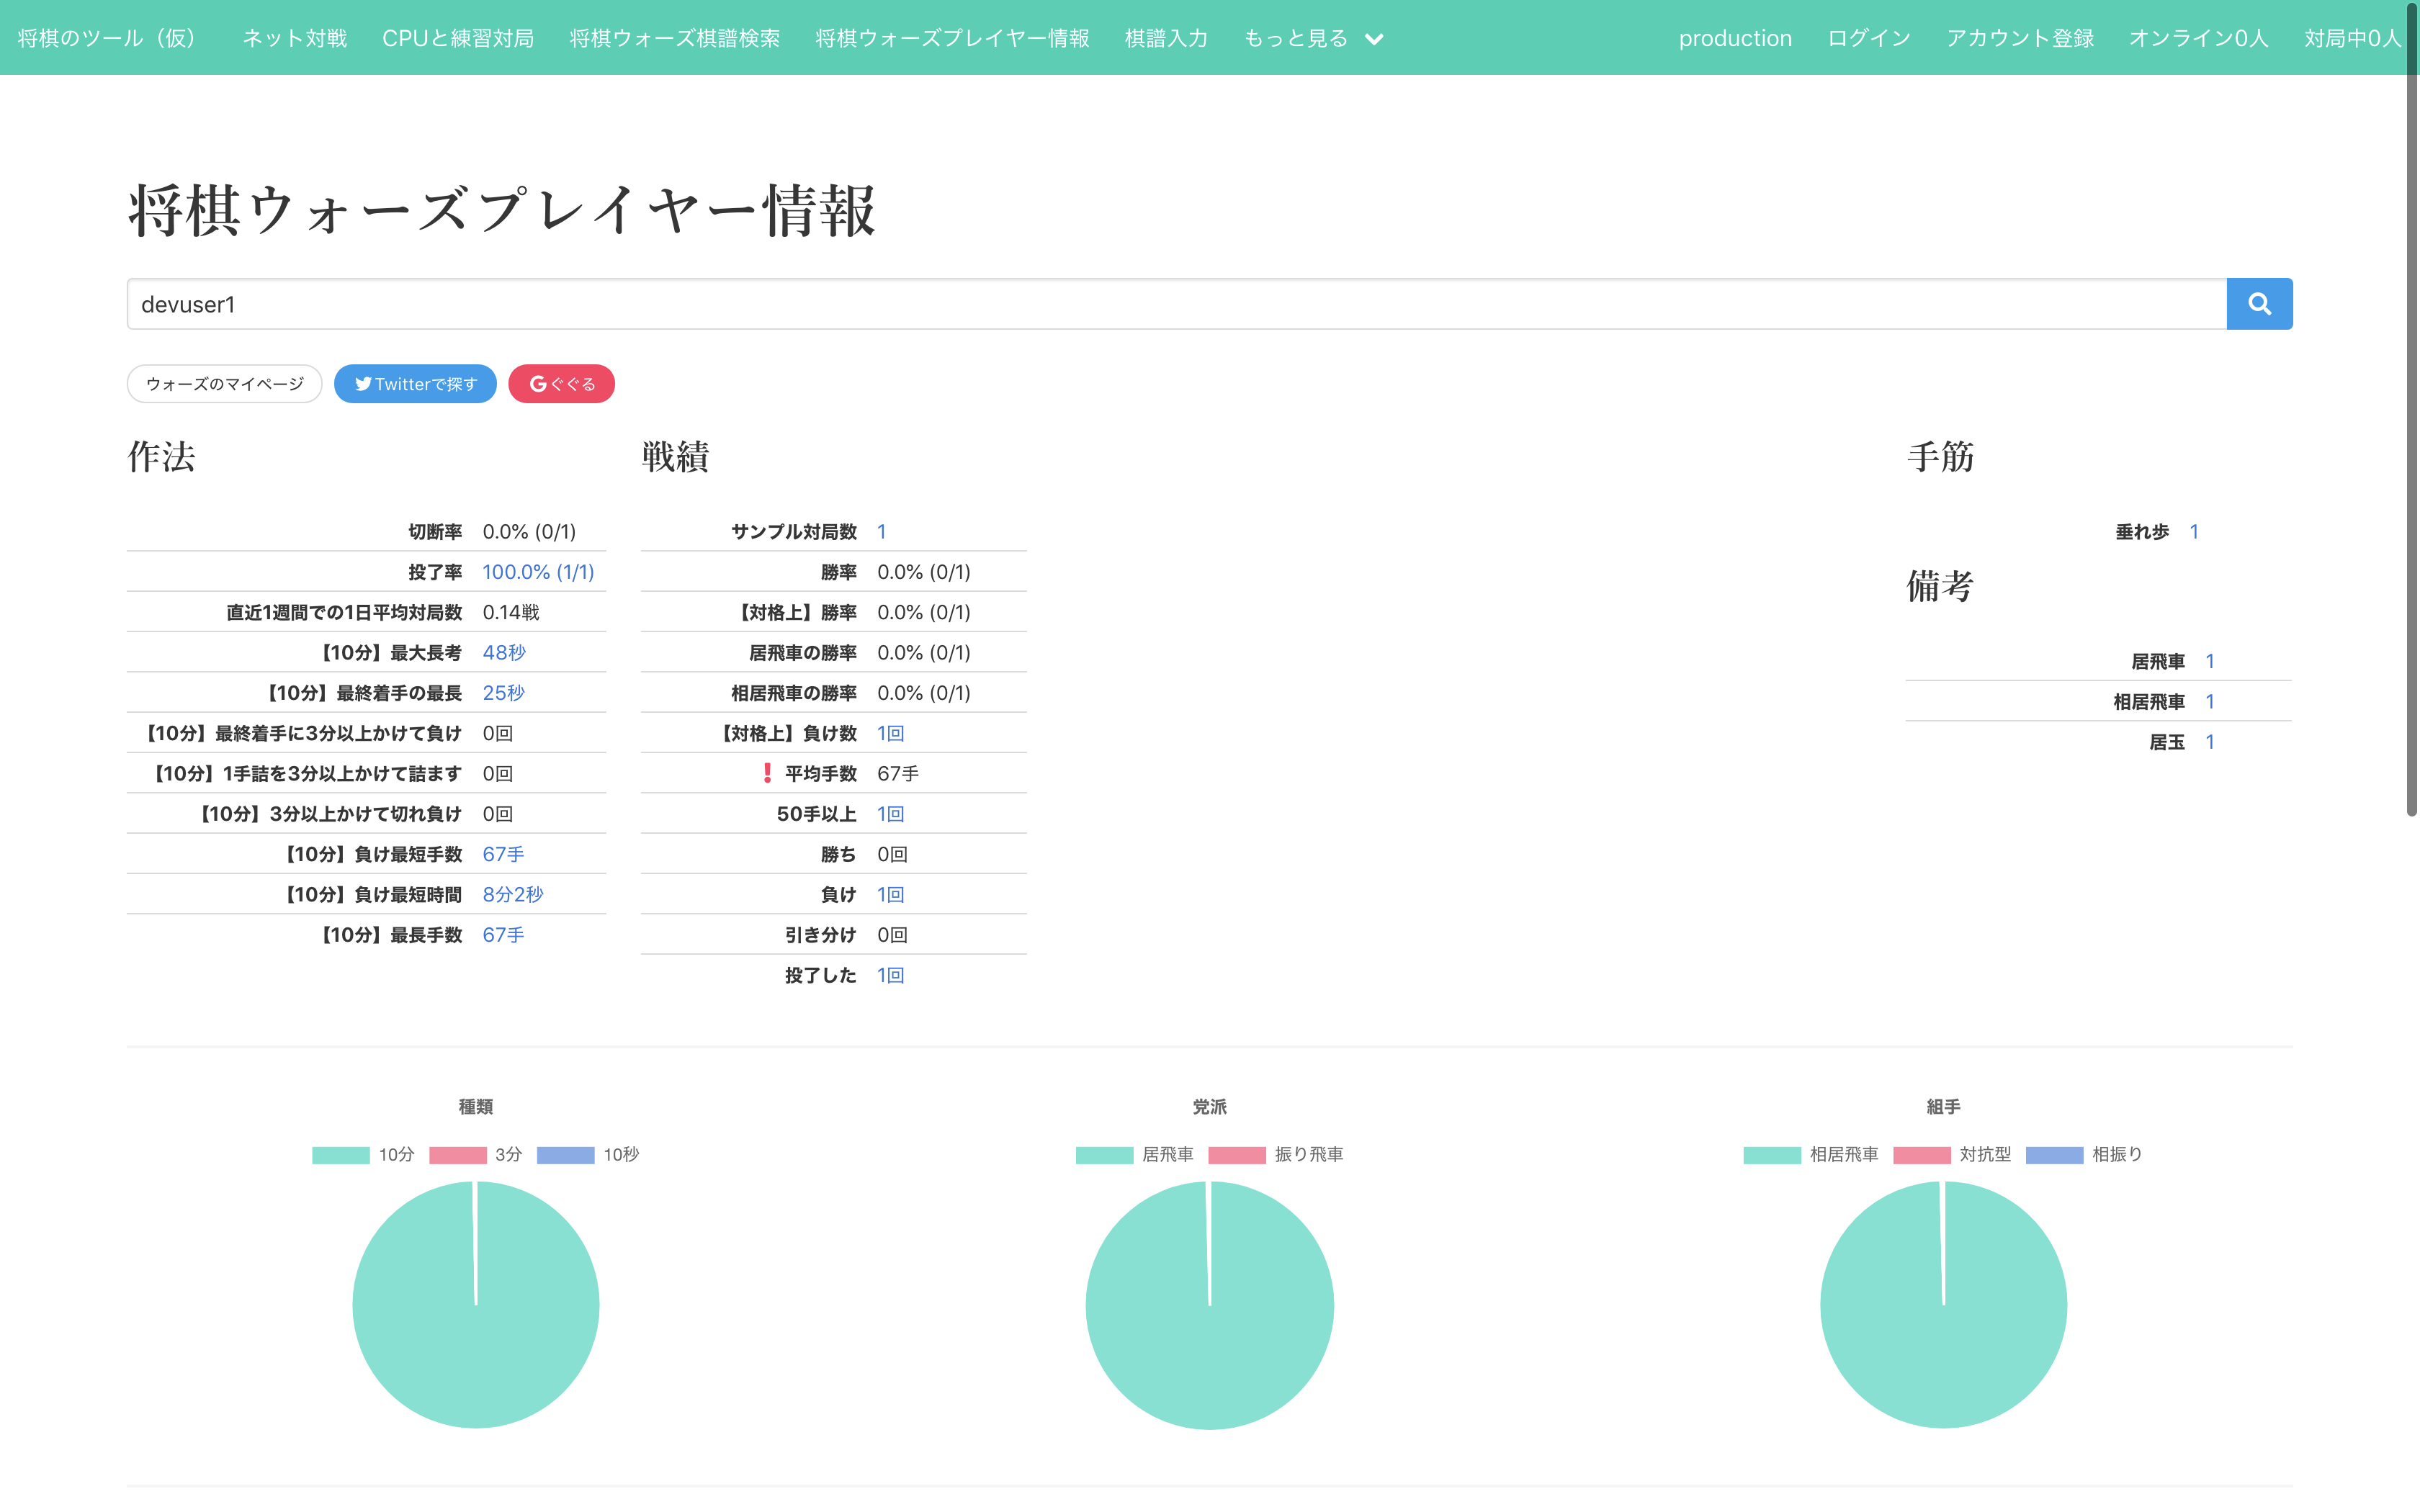 将棋のツール（仮） ネット対戦 CPUと練習対局 将棋ウォーズ棋譜検索 将棋ウォーズプレイヤー情報 棋譜入力 もっと見る production ログイン アカウント登録 オンライン0人 対局中0人
将棋ウォーズプレイヤー情報
devuser1
ウォーズのマイページ Twitterで探す ぐぐる
作法
切断率 0.0% (0/1)
投了率 100.0% (1/1)
直近1週間での1日平均対局数 0.14戦
【10分】最大長考 48秒
【10分】最終着手の最長 25秒
【10分】最終着手に3分以上かけて負け 0回
【10分】1手詰を3分以上かけて詰ます 0回
【10分】3分以上かけて切れ負け 0回
【10分】負け最短手数 67手
【10分】負け最短時間 8分2秒
【10分】最長手数 67手
戦績
サンプル対局数 1
勝率 0.0% (0/1)
【対格上】勝率 0.0% (0/1)
居飛車の勝率 0.0% (0/1)
相居飛車の勝率 0.0% (0/1)
【対格上】負け数 1回
❗ 平均手数 67手
50手以上 1回
勝ち 0回
負け 1回
引き分け 0回
投了した 1回
手筋
垂れ歩 1
備考
居飛車 1
相居飛車 1
居玉 1
種類
10分 3分 10秒
党派
居飛車 振り飛車
組手
相居飛車 対抗型 相振り